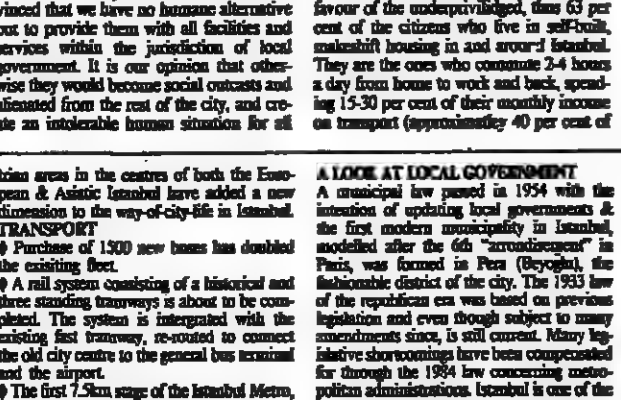 vinced that we have no humane alternative
but to provide them with all facilities and
services within the jurisdiction of local
government. It is our opinion that other-
wise they would become social outcasts and
alienated from the rest of the city, and cre-
ate an intolerable human situation for all
favour of the underprivilidged, thus 63 per
cent of the citizens who live in self-built,
makeshift housing in and around Istanbul.
They are the ones who commute 2-4 hours
a day from home to work and back, spend-
ing 15-30 per cent of their monthly income
on transport (approximatley 40 per cent of
trian areas in the centres of both the Euro-
pean & Asiatic Istanbul have added a new
dimension to the way-of-city-life in Istanbul.
TRANSPORT
Purchase of 1500 new buses has doubled
the exisiting fleet.
A rail system consisting of a historical and
three standing tramways is about to be com-
pleted. The system is intergrated with the
existing fast tramway, re-routed to connect
the old city centre to the general bus terminal
and the airport.
The first 7.5km stage of the Istanbul Metro,
A LOOK AT LOCAL GOVERNMENT
A municipal law passed in 1954 with the
intention of updating local governments &
the first modern municipality in Istanbul,
modelled after the 6th "arrondisement" in
Paris, was formed in Pera (Beyoglu), the
fashionable district of the city. The 1933 law
of the republican era was based on previous
legislation and even though subject to many
amendments since, is still current. Many leg-
islative shortcomings have been compensated
for through the 1984 law concerning metro-
politan administrations. Istanbul is one of the